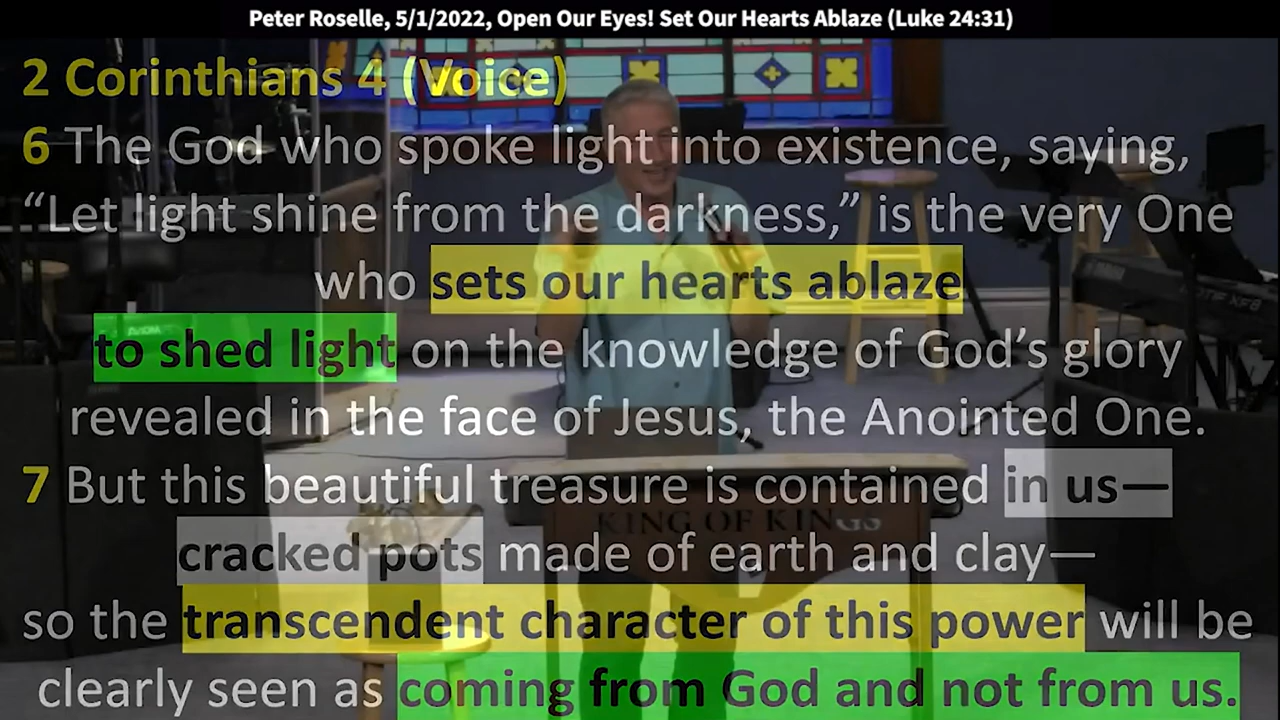 Peter Roselle, 5/1/2022, Open Our Eyes! Set Our Hearts Ablaze (Luke 24:31)
2 Corinthians 4 (Voice)
6 The God who spoke light into existence, saying,
“Let light shine from the darkness,” is the very One
who sets our hearts ablaze
to shed light on the knowledge of God’s glory
revealed in the face of Jesus, the Anointed One.
7 But this beautiful treasure is contained in us—
KING OF KINGS
cracked pots made of earth and clay—
so the transcendent character of this power will be
clearly seen as coming from God and not from us.